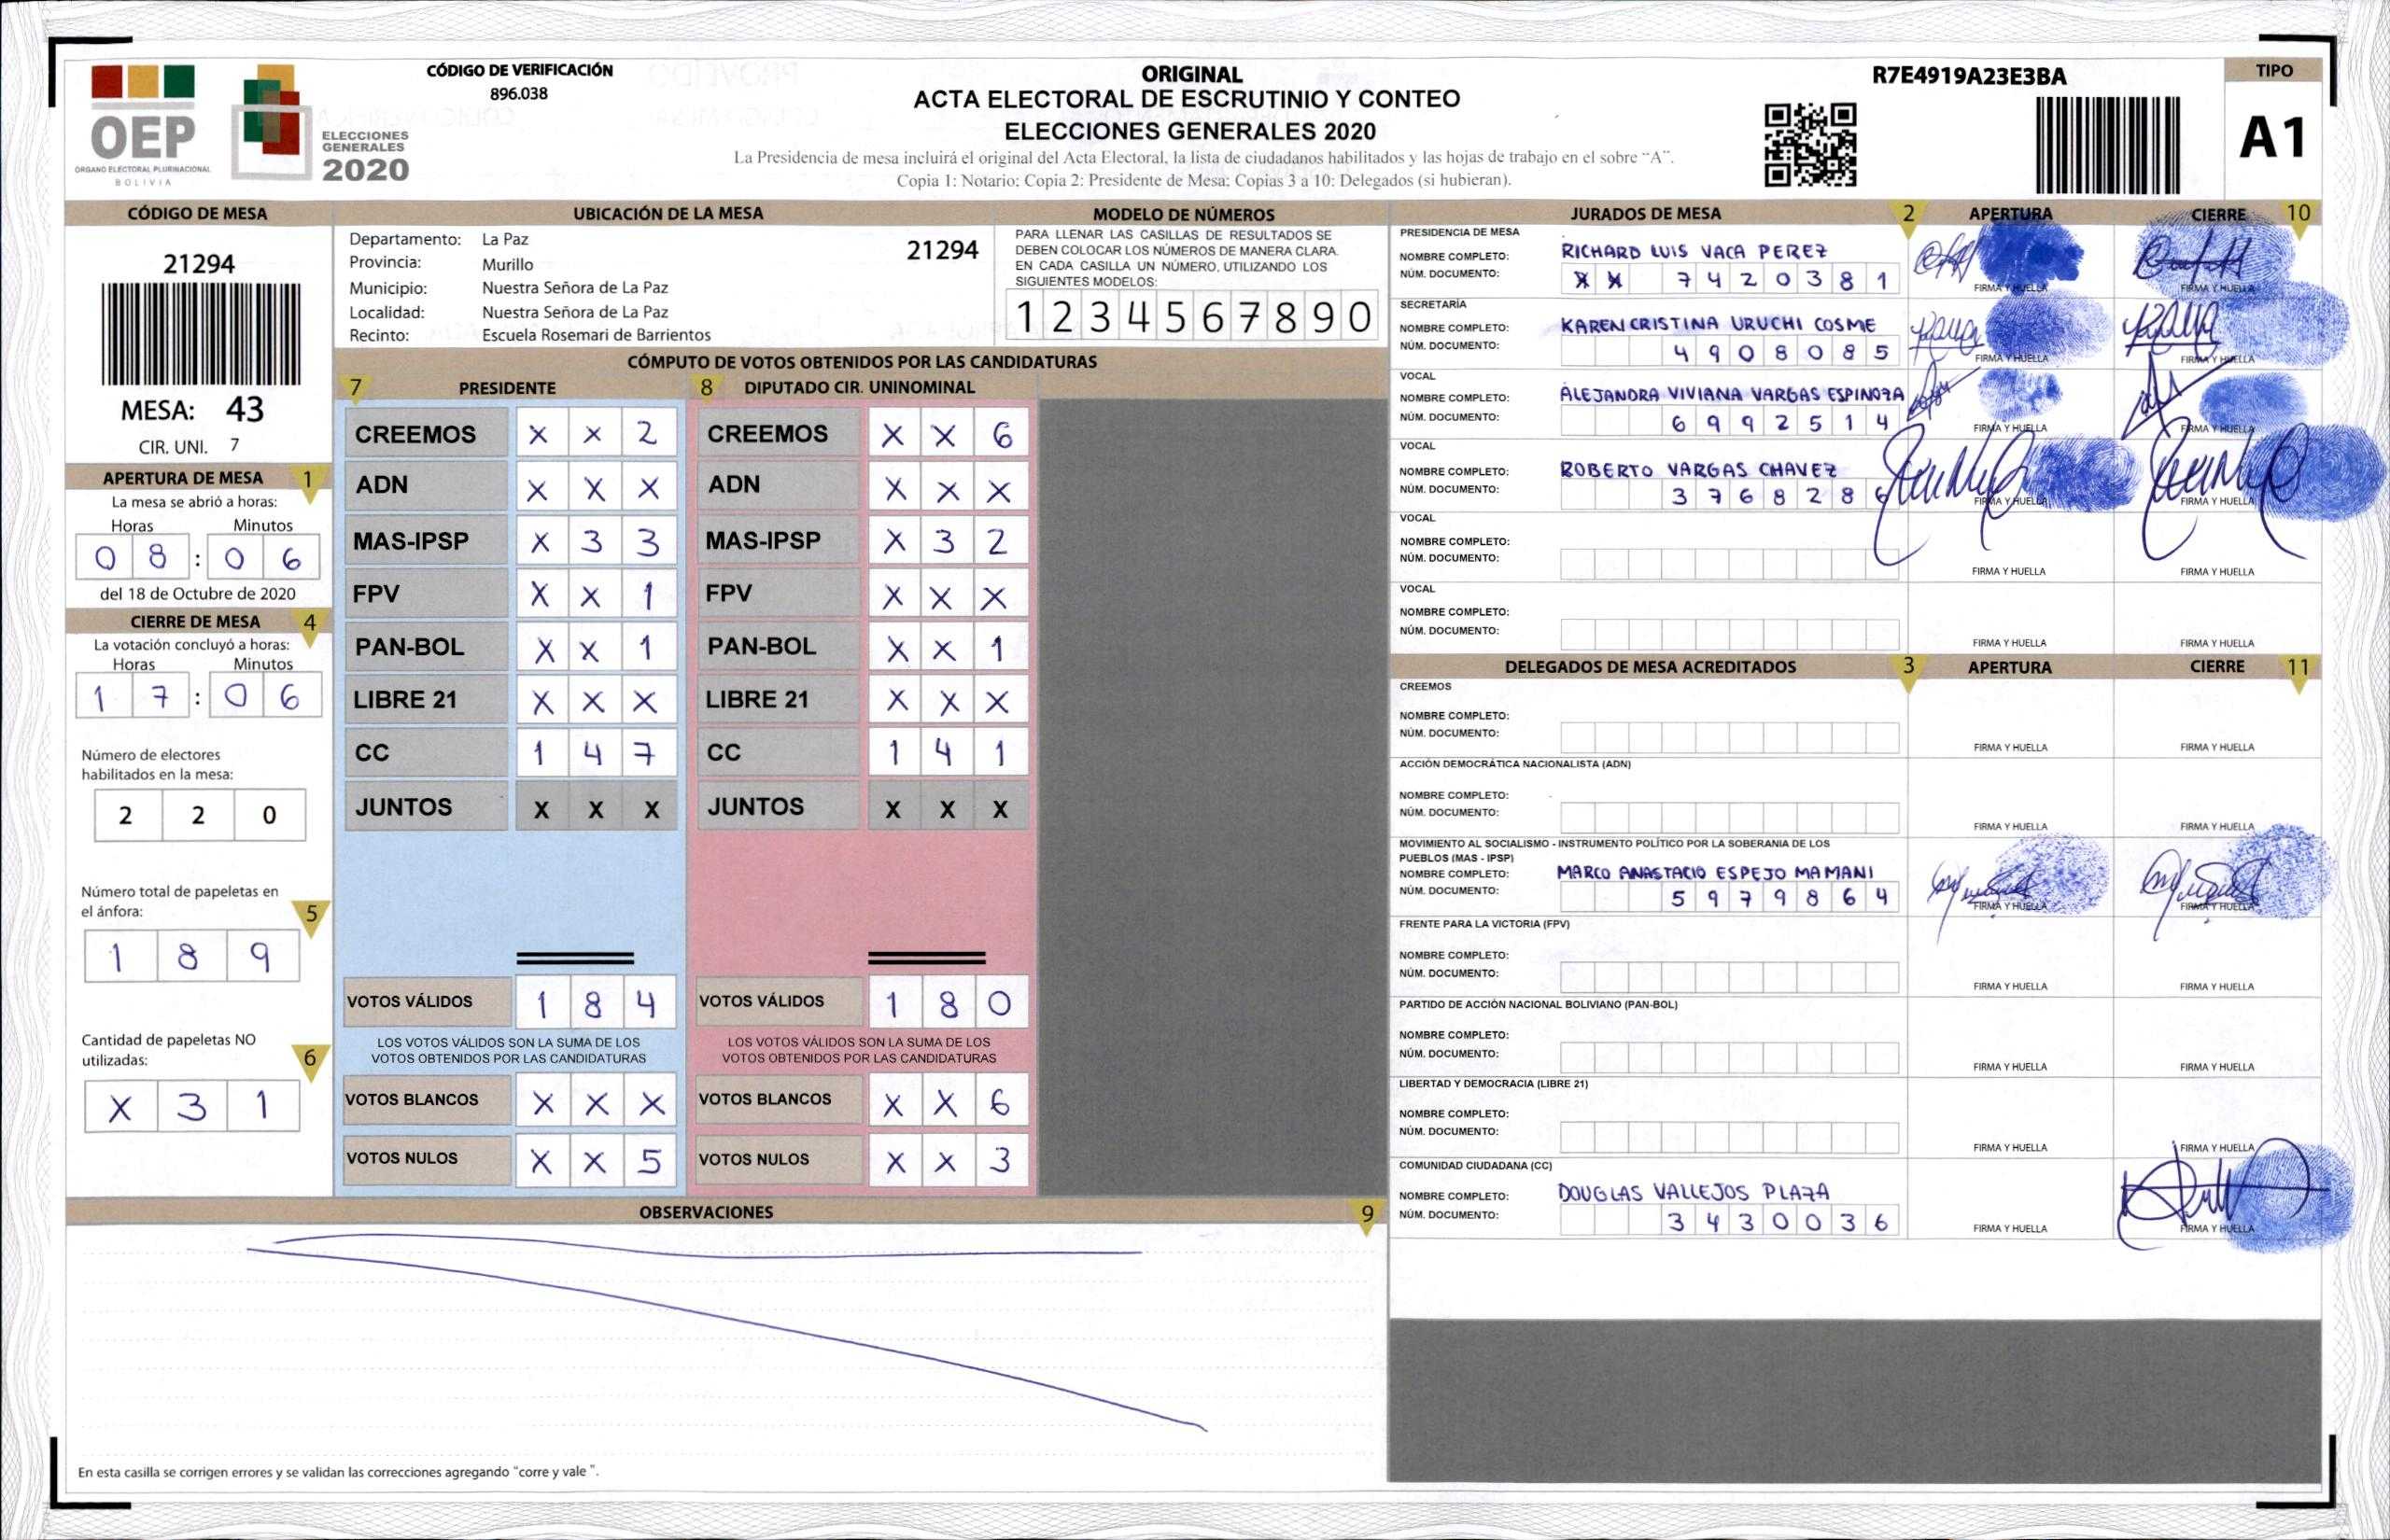 OEP
ORGANO ELECTORAL PLURINACIONAL
BOLIVIA
ELECCIONES
GENERALES
2020
CÓDIGO DE VERIFICACIÓN
896.038
ORIGINAL
ACTA ELECTORAL DE ESCRUTINIO Y CONTEO
ELECCIONES GENERALES 2020
La Presidencia de mesa incluirá el original del Acta Electoral, la lista de ciudadanos habilitados y las hojas de trabajo en el sobre "A".
Copia 1: Notario; Copia 2: Presidente de Mesa; Copias 3 a 10: Delegados (si hubieran).
R7E4919A23E3BA
TIPO
A1
CÓDIGO DE MESA
21294
MESA: 43
CIR. UNI. 7
APERTURA DE MESA 1
La mesa se abrió a horas:
Horas Minutos
0 8 : 0 6
del 18 de Octubre de 2020
CIERRE DE MESA 4
La votación concluyó a horas:
Horas Minutos
1 7 : 0 6
Número de electores
habilitados en la mesa:
2 2 0
Número total de papeletas en
el ánfora: 5
1 8 9
Cantidad de papeletas NO
utilizadas: 6
X 3 1
UBICACIÓN DE LA MESA
Departamento: La Paz 21294
Provincia: Murillo
Municipio: Nuestra Señora de La Paz
Localidad: Nuestra Señora de La Paz
Recinto: Escuela Rosemari de Barrientos
MODELO DE NÚMEROS
PARA LLENAR LAS CASILLAS DE RESULTADOS SE
DEBEN COLOCAR LOS NÚMEROS DE MANERA CLARA.
EN CADA CASILLA UN NÚMERO, UTILIZANDO LOS
SIGUIENTES MODELOS:
1 2 3 4 5 6 7 8 9 0
CÓMPUTO DE VOTOS OBTENIDOS POR LAS CANDIDATURAS
7 PRESIDENTE
CREEMOS X X 2
ADN X X X
MAS-IPSP X 3 3
FPV X X 1
PAN-BOL X X 1
LIBRE 21 X X X
CC 1 4 7
JUNTOS X X X
VOTOS VÁLIDOS 1 8 4
LOS VOTOS VÁLIDOS SON LA SUMA DE LOS
VOTOS OBTENIDOS POR LAS CANDIDATURAS
VOTOS BLANCOS X X X
VOTOS NULOS X X 5
8 DIPUTADO CIR. UNINOMINAL
CREEMOS X X 6
ADN X X X
MAS-IPSP X 3 2
FPV X X X
PAN-BOL X X 1
LIBRE 21 X X X
CC 1 4 1
JUNTOS X X X
VOTOS VÁLIDOS 1 8 0
LOS VOTOS VÁLIDOS SON LA SUMA DE LOS
VOTOS OBTENIDOS POR LAS CANDIDATURAS
VOTOS BLANCOS X X 6
VOTOS NULOS X X 3
OBSERVACIONES 9
En esta casilla se corrigen errores y se validan las correcciones agregando "corre y vale ".
JURADOS DE MESA 2 APERTURA CIERRE 10
PRESIDENCIA DE MESA
NOMBRE COMPLETO: RICHARD LUIS VACA PEREZ
NÚM. DOCUMENTO: X X 7 4 2 0 3 8 1
FIRMA Y HUELLA FIRMA Y HUELLA
SECRETARÍA
NOMBRE COMPLETO: KAREN CRISTINA URUCHI COSME
NÚM. DOCUMENTO: 4 9 0 8 0 8 5
FIRMA Y HUELLA FIRMA Y HUELLA
VOCAL
NOMBRE COMPLETO: ALEJANDRA VIVIANA VARGAS ESPINOZA
NÚM. DOCUMENTO: 6 9 9 2 5 1 4
FIRMA Y HUELLA FIRMA Y HUELLA
VOCAL
NOMBRE COMPLETO: ROBERTO VARGAS CHAVEZ
NÚM. DOCUMENTO: 3 7 6 8 2 8 6
FIRMA Y HUELLA FIRMA Y HUELLA
VOCAL
NOMBRE COMPLETO:
NÚM. DOCUMENTO:
FIRMA Y HUELLA FIRMA Y HUELLA
VOCAL
NOMBRE COMPLETO:
NÚM. DOCUMENTO:
FIRMA Y HUELLA FIRMA Y HUELLA
DELEGADOS DE MESA ACREDITADOS 3 APERTURA CIERRE 11
CREEMOS
NOMBRE COMPLETO:
NÚM. DOCUMENTO:
FIRMA Y HUELLA FIRMA Y HUELLA
ACCIÓN DEMOCRÁTICA NACIONALISTA (ADN)
NOMBRE COMPLETO:
NÚM. DOCUMENTO:
FIRMA Y HUELLA FIRMA Y HUELLA
MOVIMIENTO AL SOCIALISMO - INSTRUMENTO POLÍTICO POR LA SOBERANIA DE LOS
PUEBLOS (MAS - IPSP)
NOMBRE COMPLETO: MARCO ANASTACIO ESPEJO MAMANI
NÚM. DOCUMENTO: 5 9 7 9 8 6 4
FIRMA Y HUELLA FIRMA Y HUELLA
FRENTE PARA LA VICTORIA (FPV)
NOMBRE COMPLETO:
NÚM. DOCUMENTO:
FIRMA Y HUELLA FIRMA Y HUELLA
PARTIDO DE ACCIÓN NACIONAL BOLIVIANO (PAN-BOL)
NOMBRE COMPLETO:
NÚM. DOCUMENTO:
FIRMA Y HUELLA FIRMA Y HUELLA
LIBERTAD Y DEMOCRACIA (LIBRE 21)
NOMBRE COMPLETO:
NÚM. DOCUMENTO:
FIRMA Y HUELLA FIRMA Y HUELLA
COMUNIDAD CIUDADANA (CC)
NOMBRE COMPLETO: DOUGLAS VALLEJOS PLAZA
NÚM. DOCUMENTO: 3 4 3 0 0 3 6
FIRMA Y HUELLA FIRMA Y HUELLA